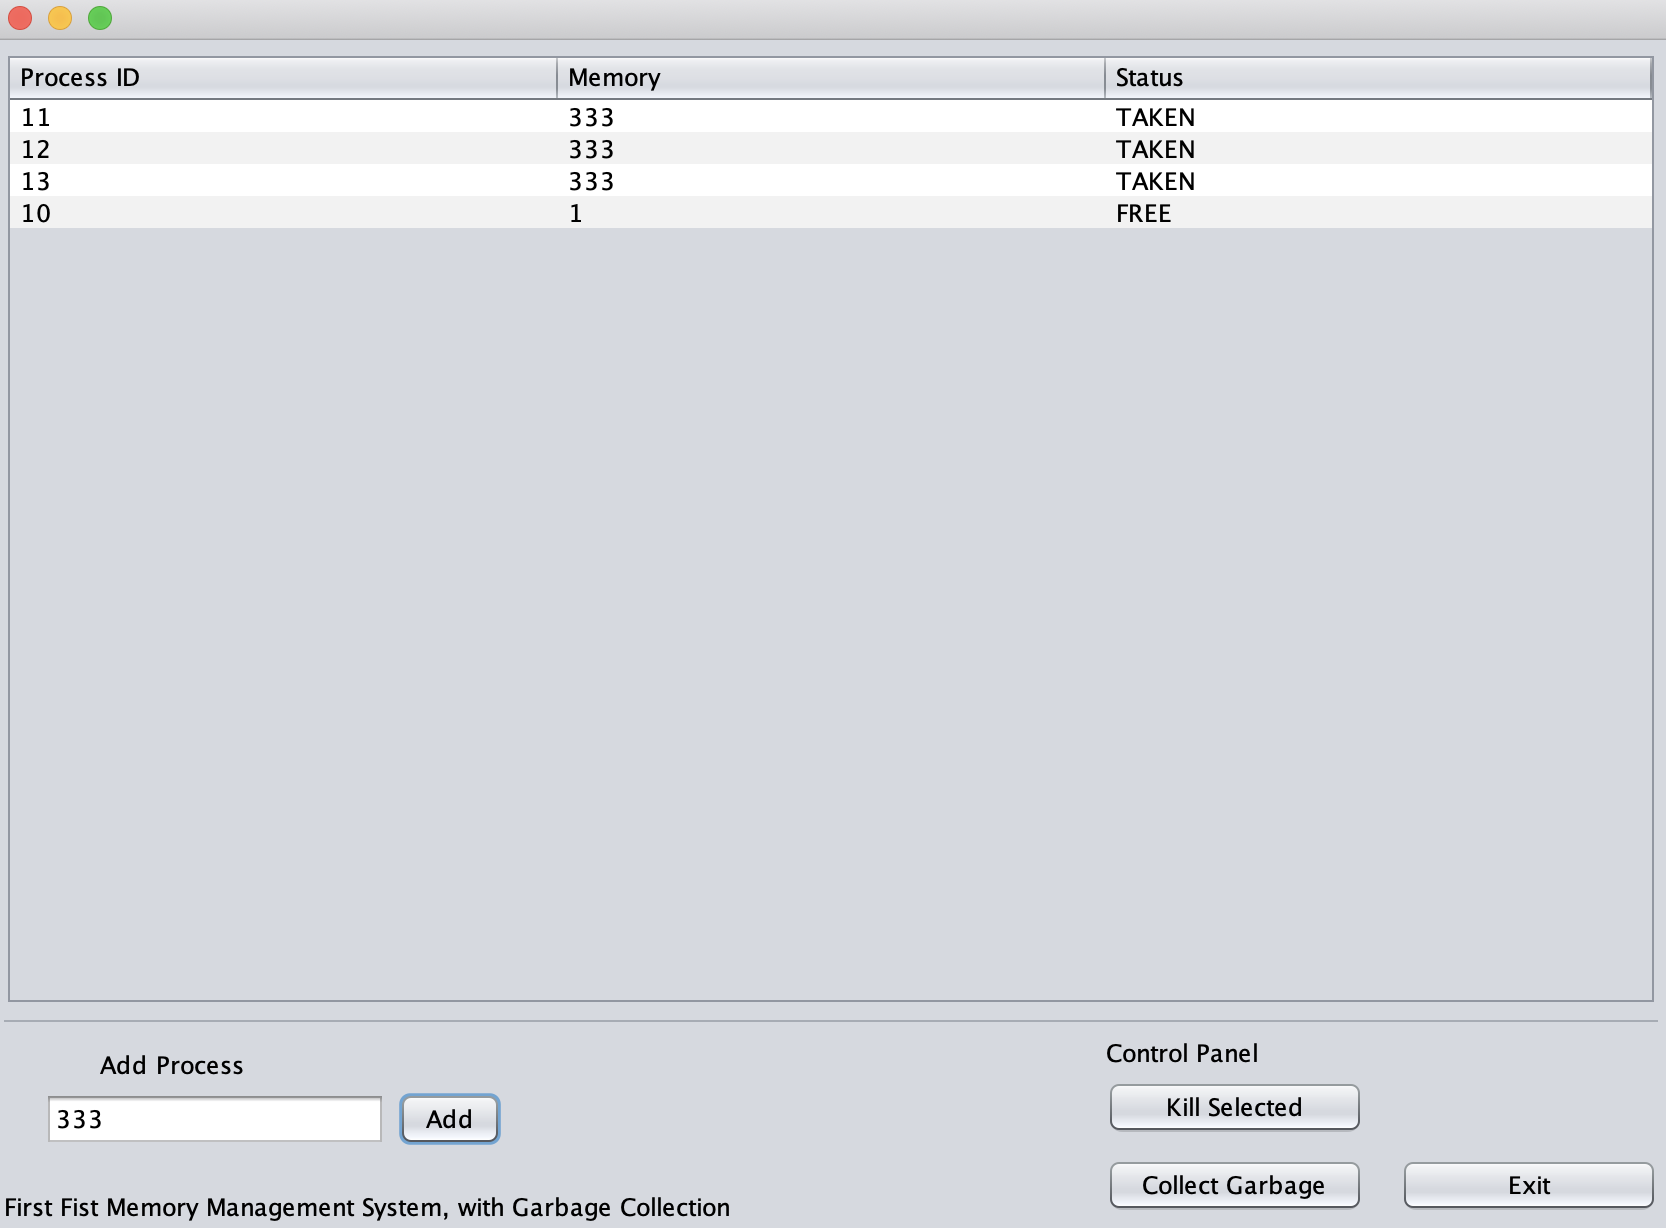 Process ID Memory Status
11 333 TAKEN
12 333 TAKEN
13 333 TAKEN
10 1 FREE
Add Process
333 Add
Control Panel
Kill Selected
Collect Garbage Exit
First Fist Memory Management System, with Garbage Collection